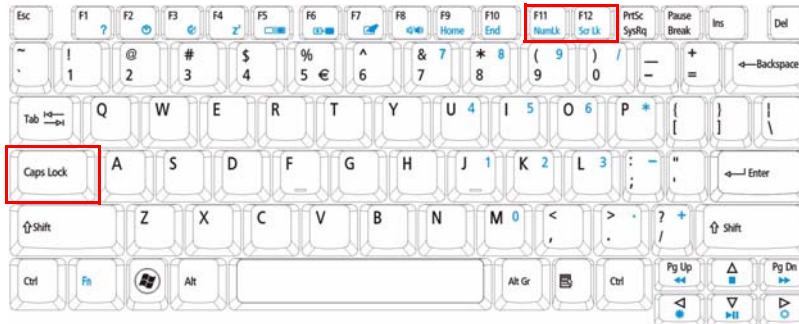 Esc F1 ? F2 F3 F4 zᶻ F5 F6 F7 F8 F9 Home F10 End F11 NumLk F12 Scr Lk PrtSc SysRq Pause Break Ins Del
~ ` ! 1 @ 2 # 3 $ 4 % 5 € ^ 6 & 7 7 * 8 8 ( 9 9 ) / 0 _ - + = Backspace
Tab Q W E R T Y U 4 I 5 O 6 P * { [ } ] | \
Caps Lock A S D F G H J 1 K 2 L 3 : - ; " ' Enter
Shift Z X C V B N M 0 < , > . . ? + / Shift
Ctrl Fn Alt Alt Gr Ctrl Pg Up Pg Dn